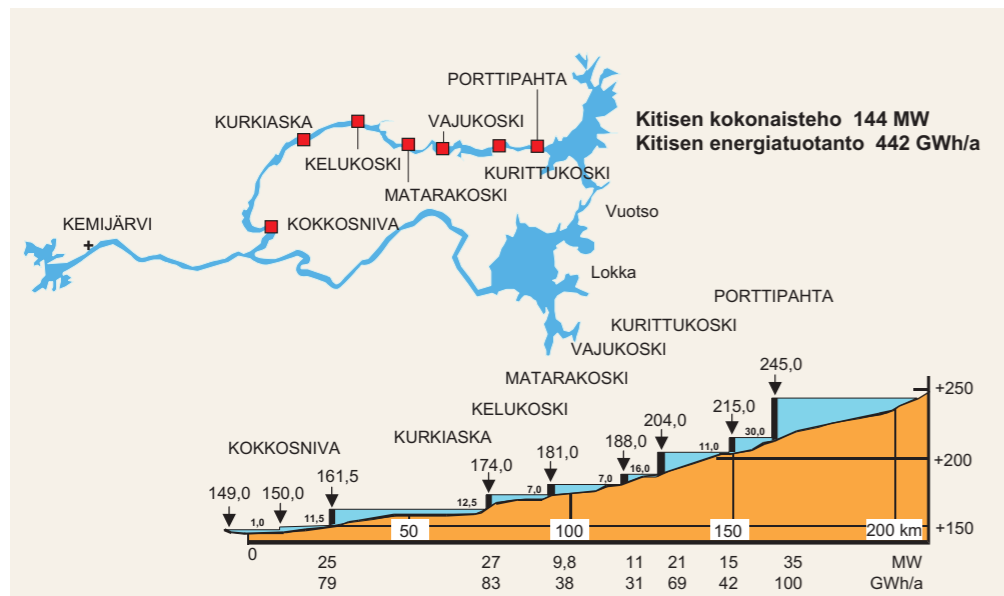 PORTTIPAHTA
KURKIASKA
VAJUKOSKI
Kitisen kokonaisteho 144 MW
Kitisen energiatuotanto 442 GWh/a
KELUKOSKI
KURITTUKOSKI
MATARAKOSKI
Vuotso
KEMIJÄRVI
KOKKOSNIVA
Lokka
PORTTIPAHTA
KURITTUKOSKI
VAJUKOSKI
MATARAKOSKI
KELUKOSKI
KURKIASKA
KOKKOSNIVA
245,0
+250
215,0
204,0
188,0
181,0
174,0
161,5
150,0
149,0
30,0
11,0
+200
16,0
7,0
7,0
12,5
11,5
1,0
+150
0
50
100
150
200 km
25 27 9,8 11 21 15 35 MW
79 83 38 31 69 42 100 GWh/a